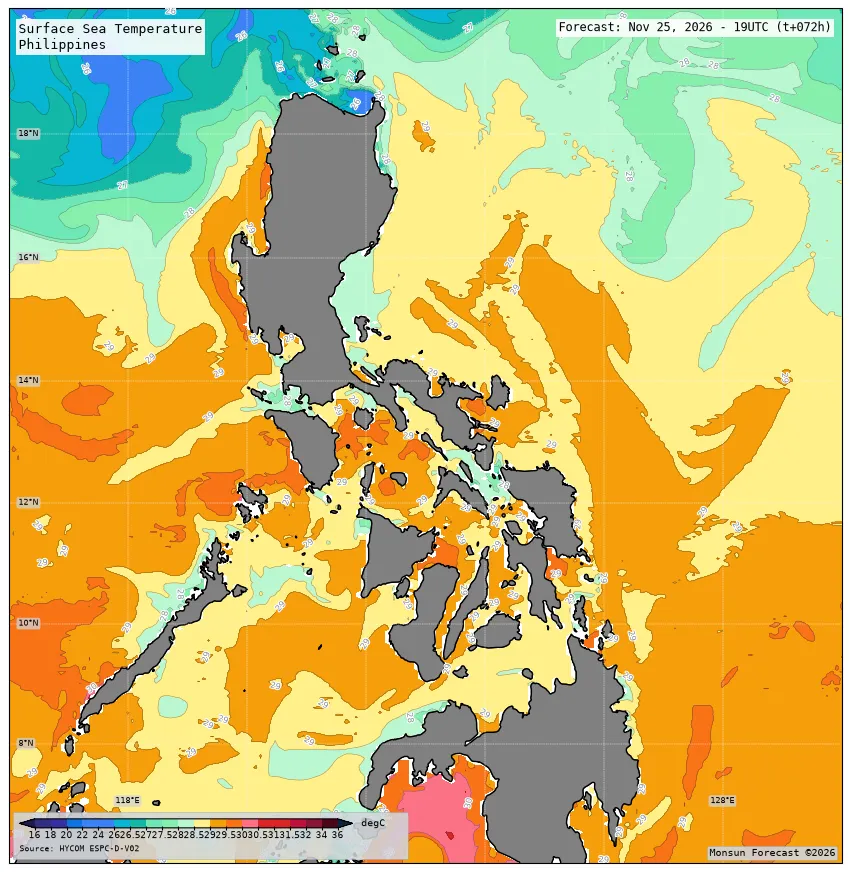 Surface Sea Temperature
Philippines
Forecast: Nov 25, 2026 - 19UTC (t+072h)
18°N
16°N
14°N
12°N
10°N
8°N
118°E
128°E
16 18 20 22 24 26 26.5 27 27.5 28 28.5 29 29.5 30 30.5 31 31.5 32 34 36 degC
Source: HYCOM ESPC-D-V02
Monsun Forecast ©2026